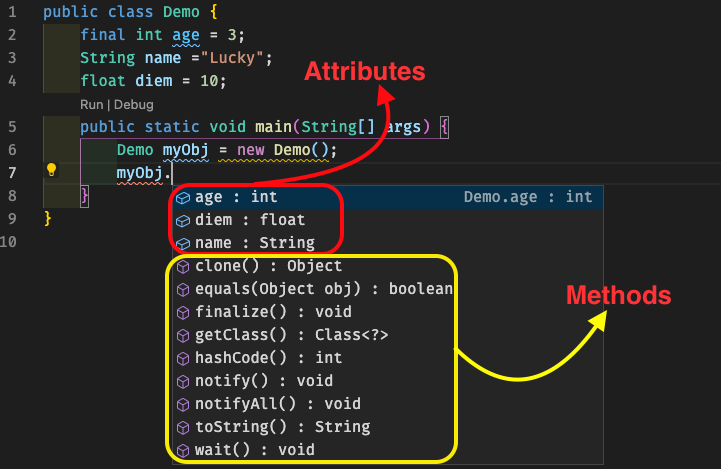 1 public class Demo {
2 final int age = 3;
3 String name ="Lucky";
4 float diem = 10;
Attributes
Run | Debug
5 public static void main(String[] args) {
6 Demo myObj = new Demo();
7 myObj.
8 }
9 }
10
age : int Demo.age : int
diem : float
name : String
clone() : Object
equals(Object obj) : boolean
Methods
finalize() : void
getClass() : Class<?>
hashCode() : int
notify() : void
notifyAll() : void
toString() : String
wait() : void